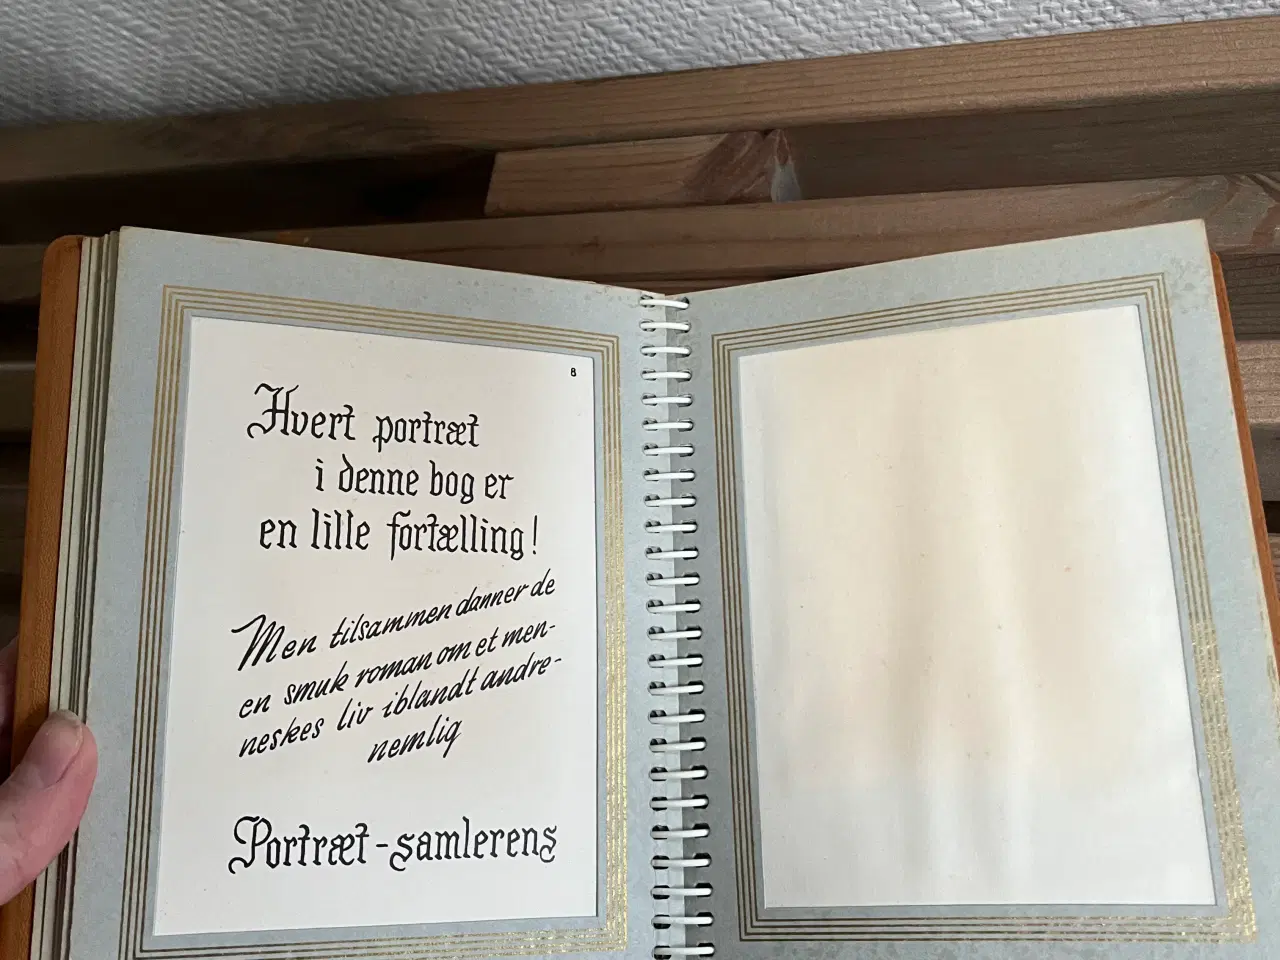 8
Hvert portræt
i denne bog er
en lille fortælling!
Men tilsammen danner de
en smuk roman om et men-
neskes liv iblandt andre-
nemlig
Portræt-samlerens